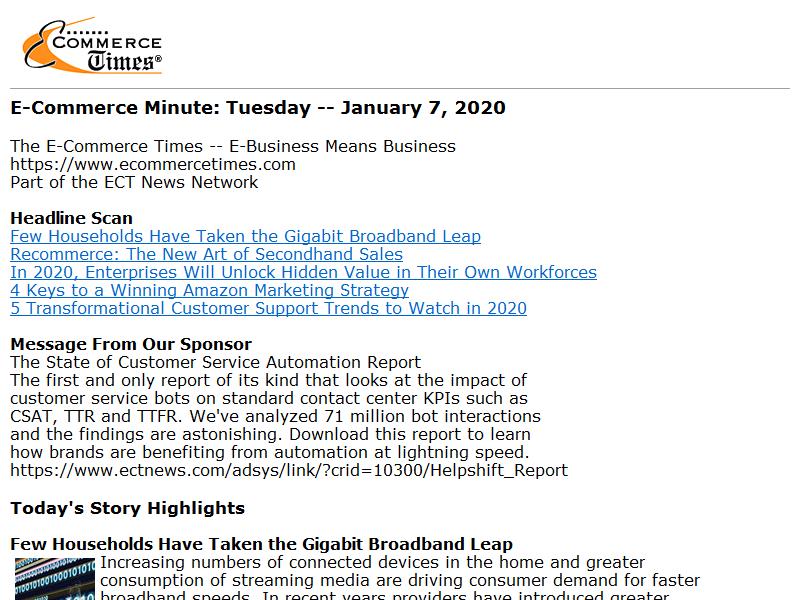 E-COMMERCE
Times®
E-Commerce Minute: Tuesday -- January 7, 2020
The E-Commerce Times -- E-Business Means Business
https://www.ecommercetimes.com
Part of the ECT News Network
Headline Scan
Few Households Have Taken the Gigabit Broadband Leap
Recommerce: The New Art of Secondhand Sales
In 2020, Enterprises Will Unlock Hidden Value in Their Own Workforces
4 Keys to a Winning Amazon Marketing Strategy
5 Transformational Customer Support Trends to Watch in 2020
Message From Our Sponsor
The State of Customer Service Automation Report
The first and only report of its kind that looks at the impact of
customer service bots on standard contact center KPIs such as
CSAT, TTR and TTFR. We've analyzed 71 million bot interactions
and the findings are astonishing. Download this report to learn
how brands are benefiting from automation at lightning speed.
https://www.ectnews.com/adsys/link/?crid=10300/Helpshift_Report
Today's Story Highlights
Few Households Have Taken the Gigabit Broadband Leap
Increasing numbers of connected devices in the home and greater
consumption of streaming media are driving consumer demand for faster
broadband speeds. In recent years providers have introduced greater